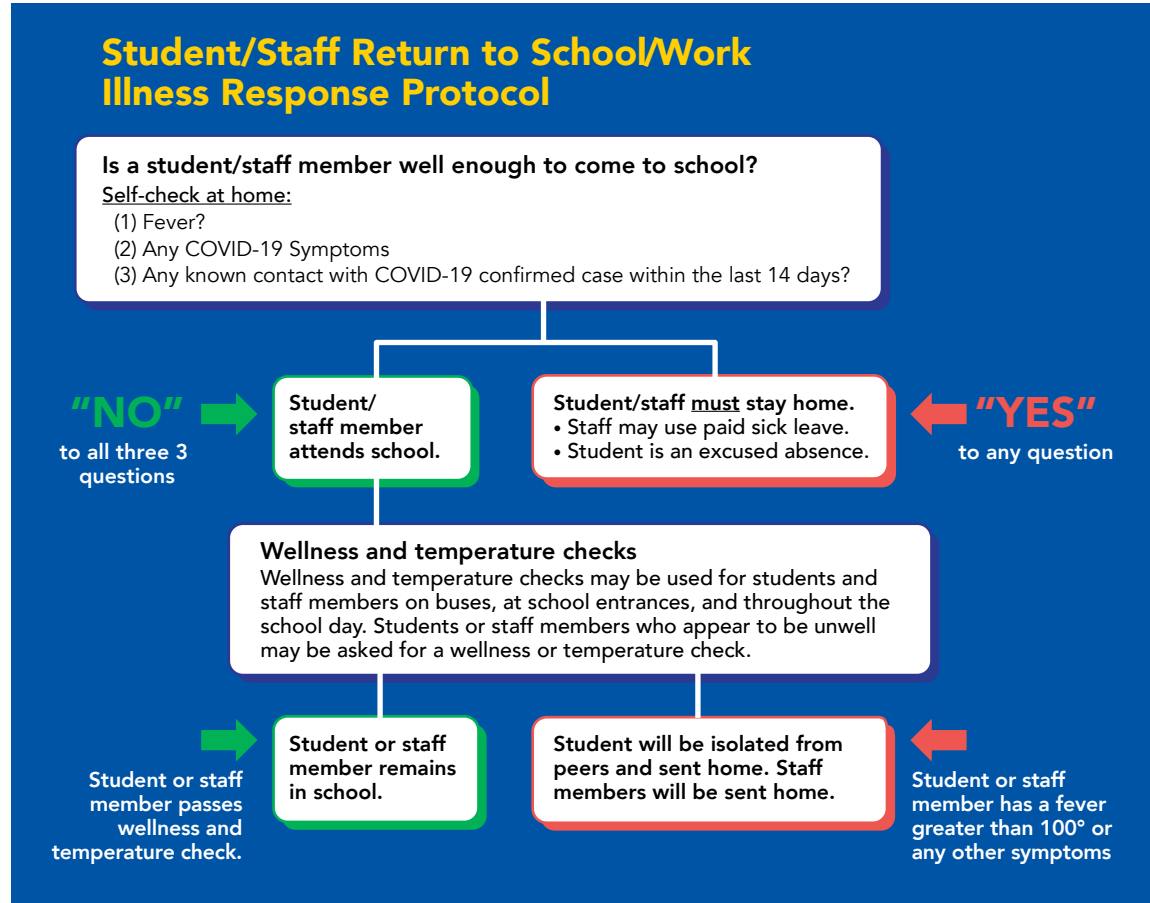 Student/Staff Return to School/Work
Illness Response Protocol
Is a student/staff member well enough to come to school?
Self-check at home:
(1) Fever?
(2) Any COVID-19 Symptoms
(3) Any known contact with COVID-19 confirmed case within the last 14 days?
"NO"
to all three 3
questions
Student/
staff member
attends school.
Student/staff must stay home.
• Staff may use paid sick leave.
• Student is an excused absence.
"YES"
to any question
Wellness and temperature checks
Wellness and temperature checks may be used for students and
staff members on buses, at school entrances, and throughout the
school day. Students or staff members who appear to be unwell
may be asked for a wellness or temperature check.
Student or staff
member passes
wellness and
temperature check.
Student or staff
member remains
in school.
Student will be isolated from
peers and sent home. Staff
members will be sent home.
Student or staff
member has a fever
greater than 100° or
any other symptoms